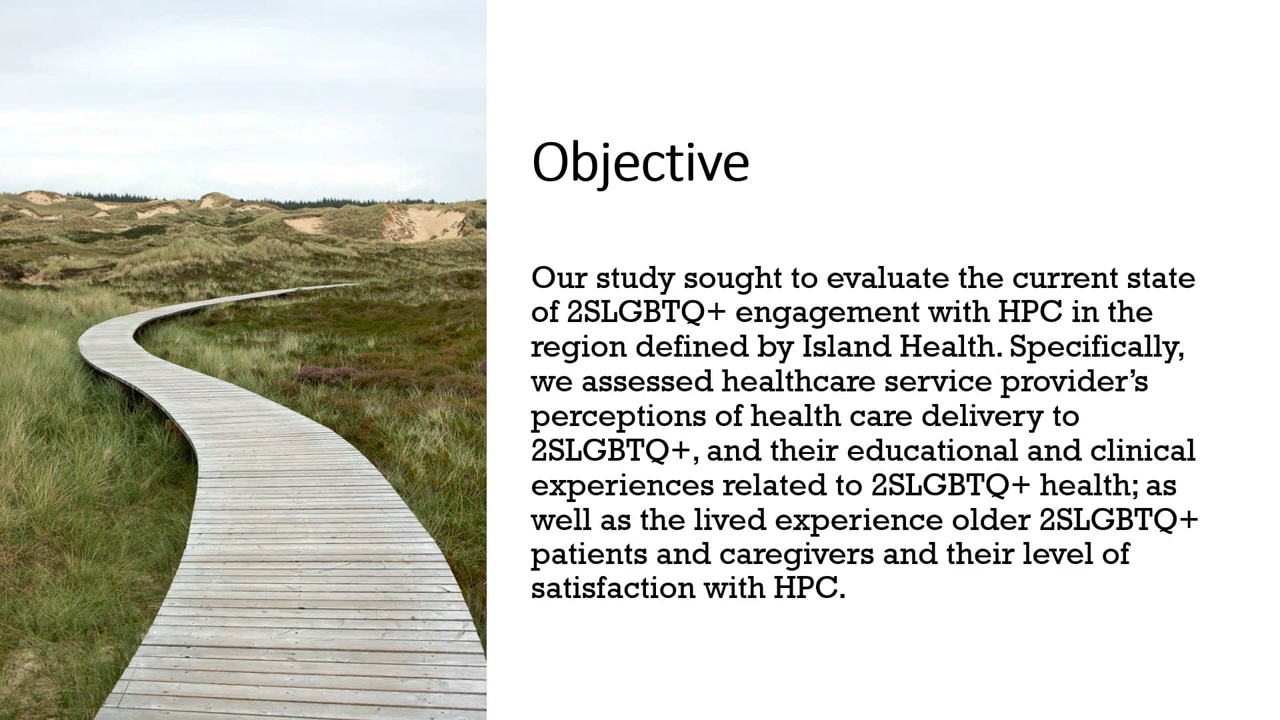 Objective
Our study sought to evaluate the current state
of 2SLGBTQ+ engagement with HPC in the
region defined by Island Health. Specifically,
we assessed healthcare service provider’s
perceptions of health care delivery to
2SLGBTQ+, and their educational and clinical
experiences related to 2SLGBTQ+ health; as
well as the lived experience older 2SLGBTQ+
patients and caregivers and their level of
satisfaction with HPC.